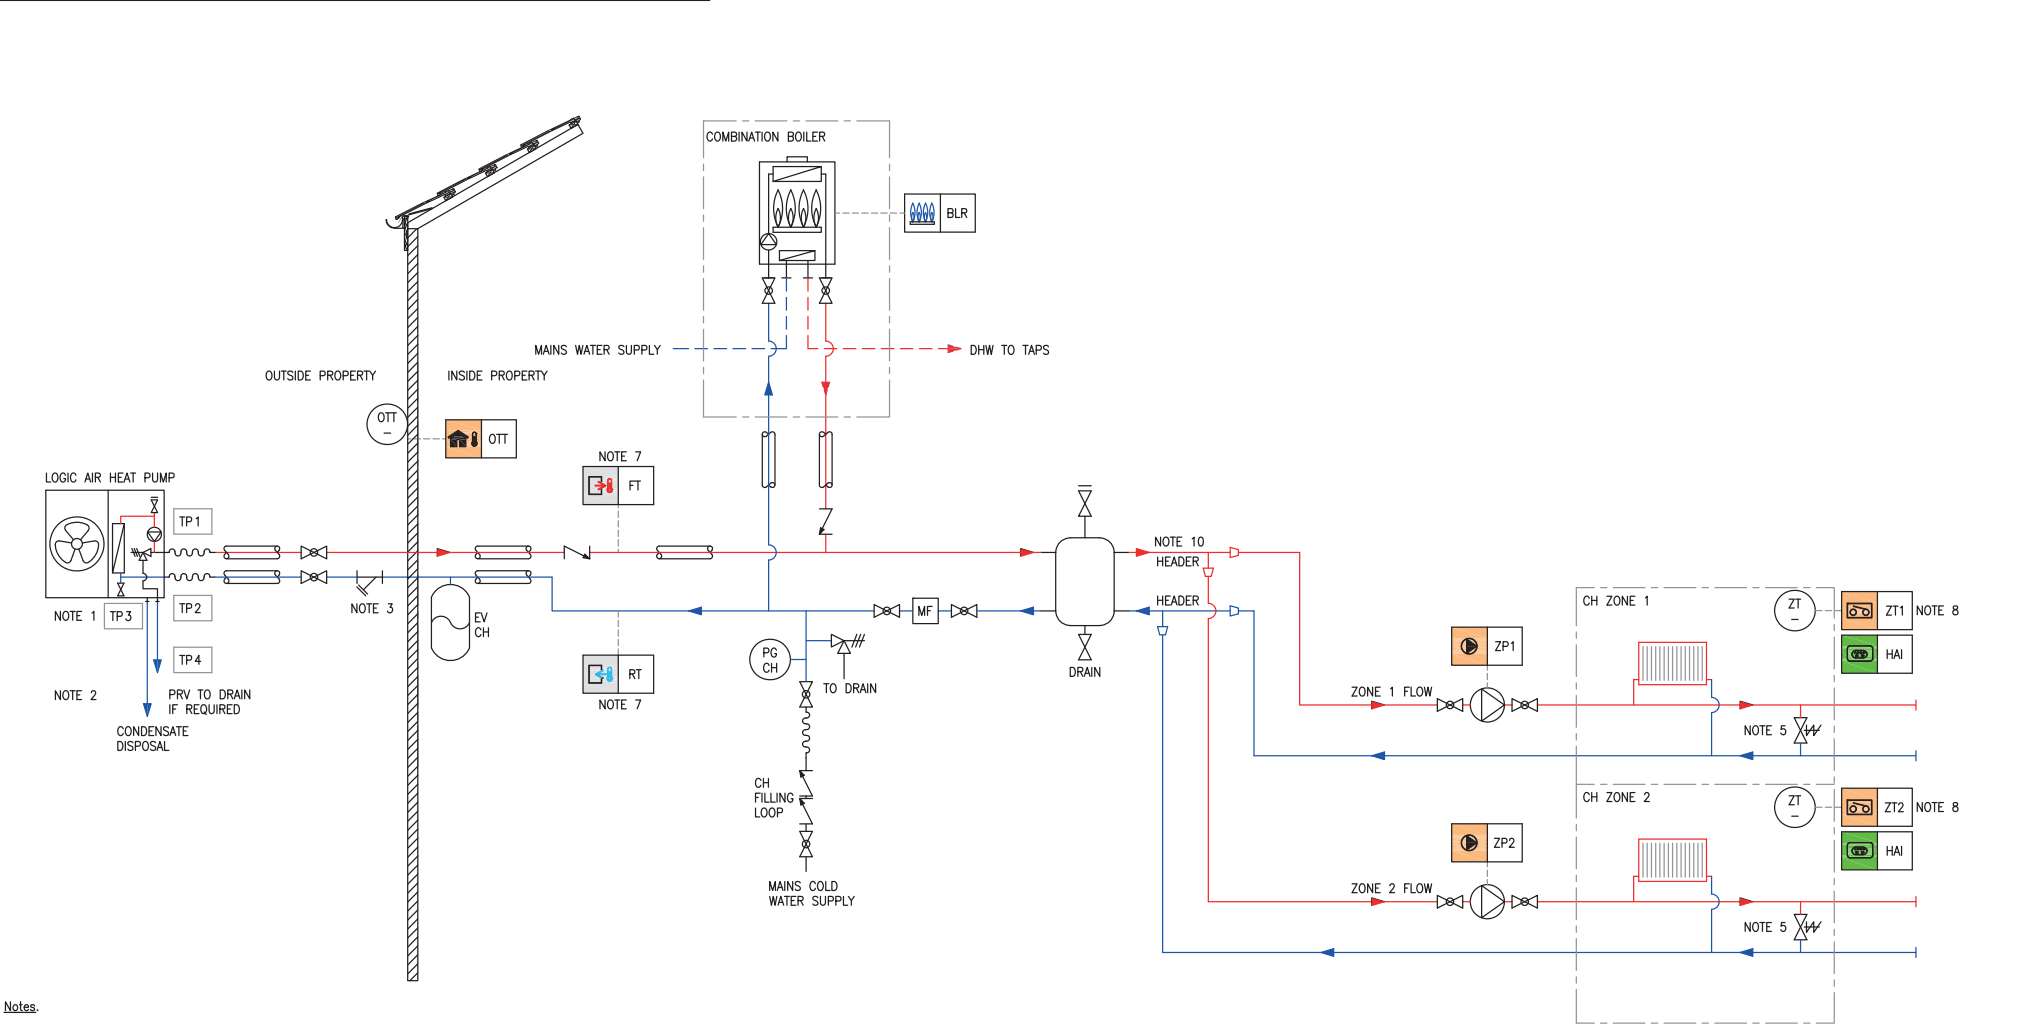 COMBINATION BOILER
BLR
MAINS WATER SUPPLY
DHW TO TAPS
OUTSIDE PROPERTY
INSIDE PROPERTY
OTT
–
OTT
NOTE 7
FT
LOGIC AIR HEAT PUMP
TP1
NOTE 10
HEADER
HEADER
TP2
NOTE 1
TP3
NOTE 3
EV
CH
MF
TP4
NOTE 2
PRV TO DRAIN
IF REQUIRED
CONDENSATE
DISPOSAL
RT
NOTE 7
PG
CH
TO DRAIN
DRAIN
CH
FILLING
LOOP
MAINS COLD
WATER SUPPLY
CH ZONE 1
ZT
–
ZT1
NOTE 8
HAI
ZP1
ZONE 1 FLOW
NOTE 5
CH ZONE 2
ZT
–
ZT2
NOTE 8
HAI
ZP2
ZONE 2 FLOW
NOTE 5
Notes.